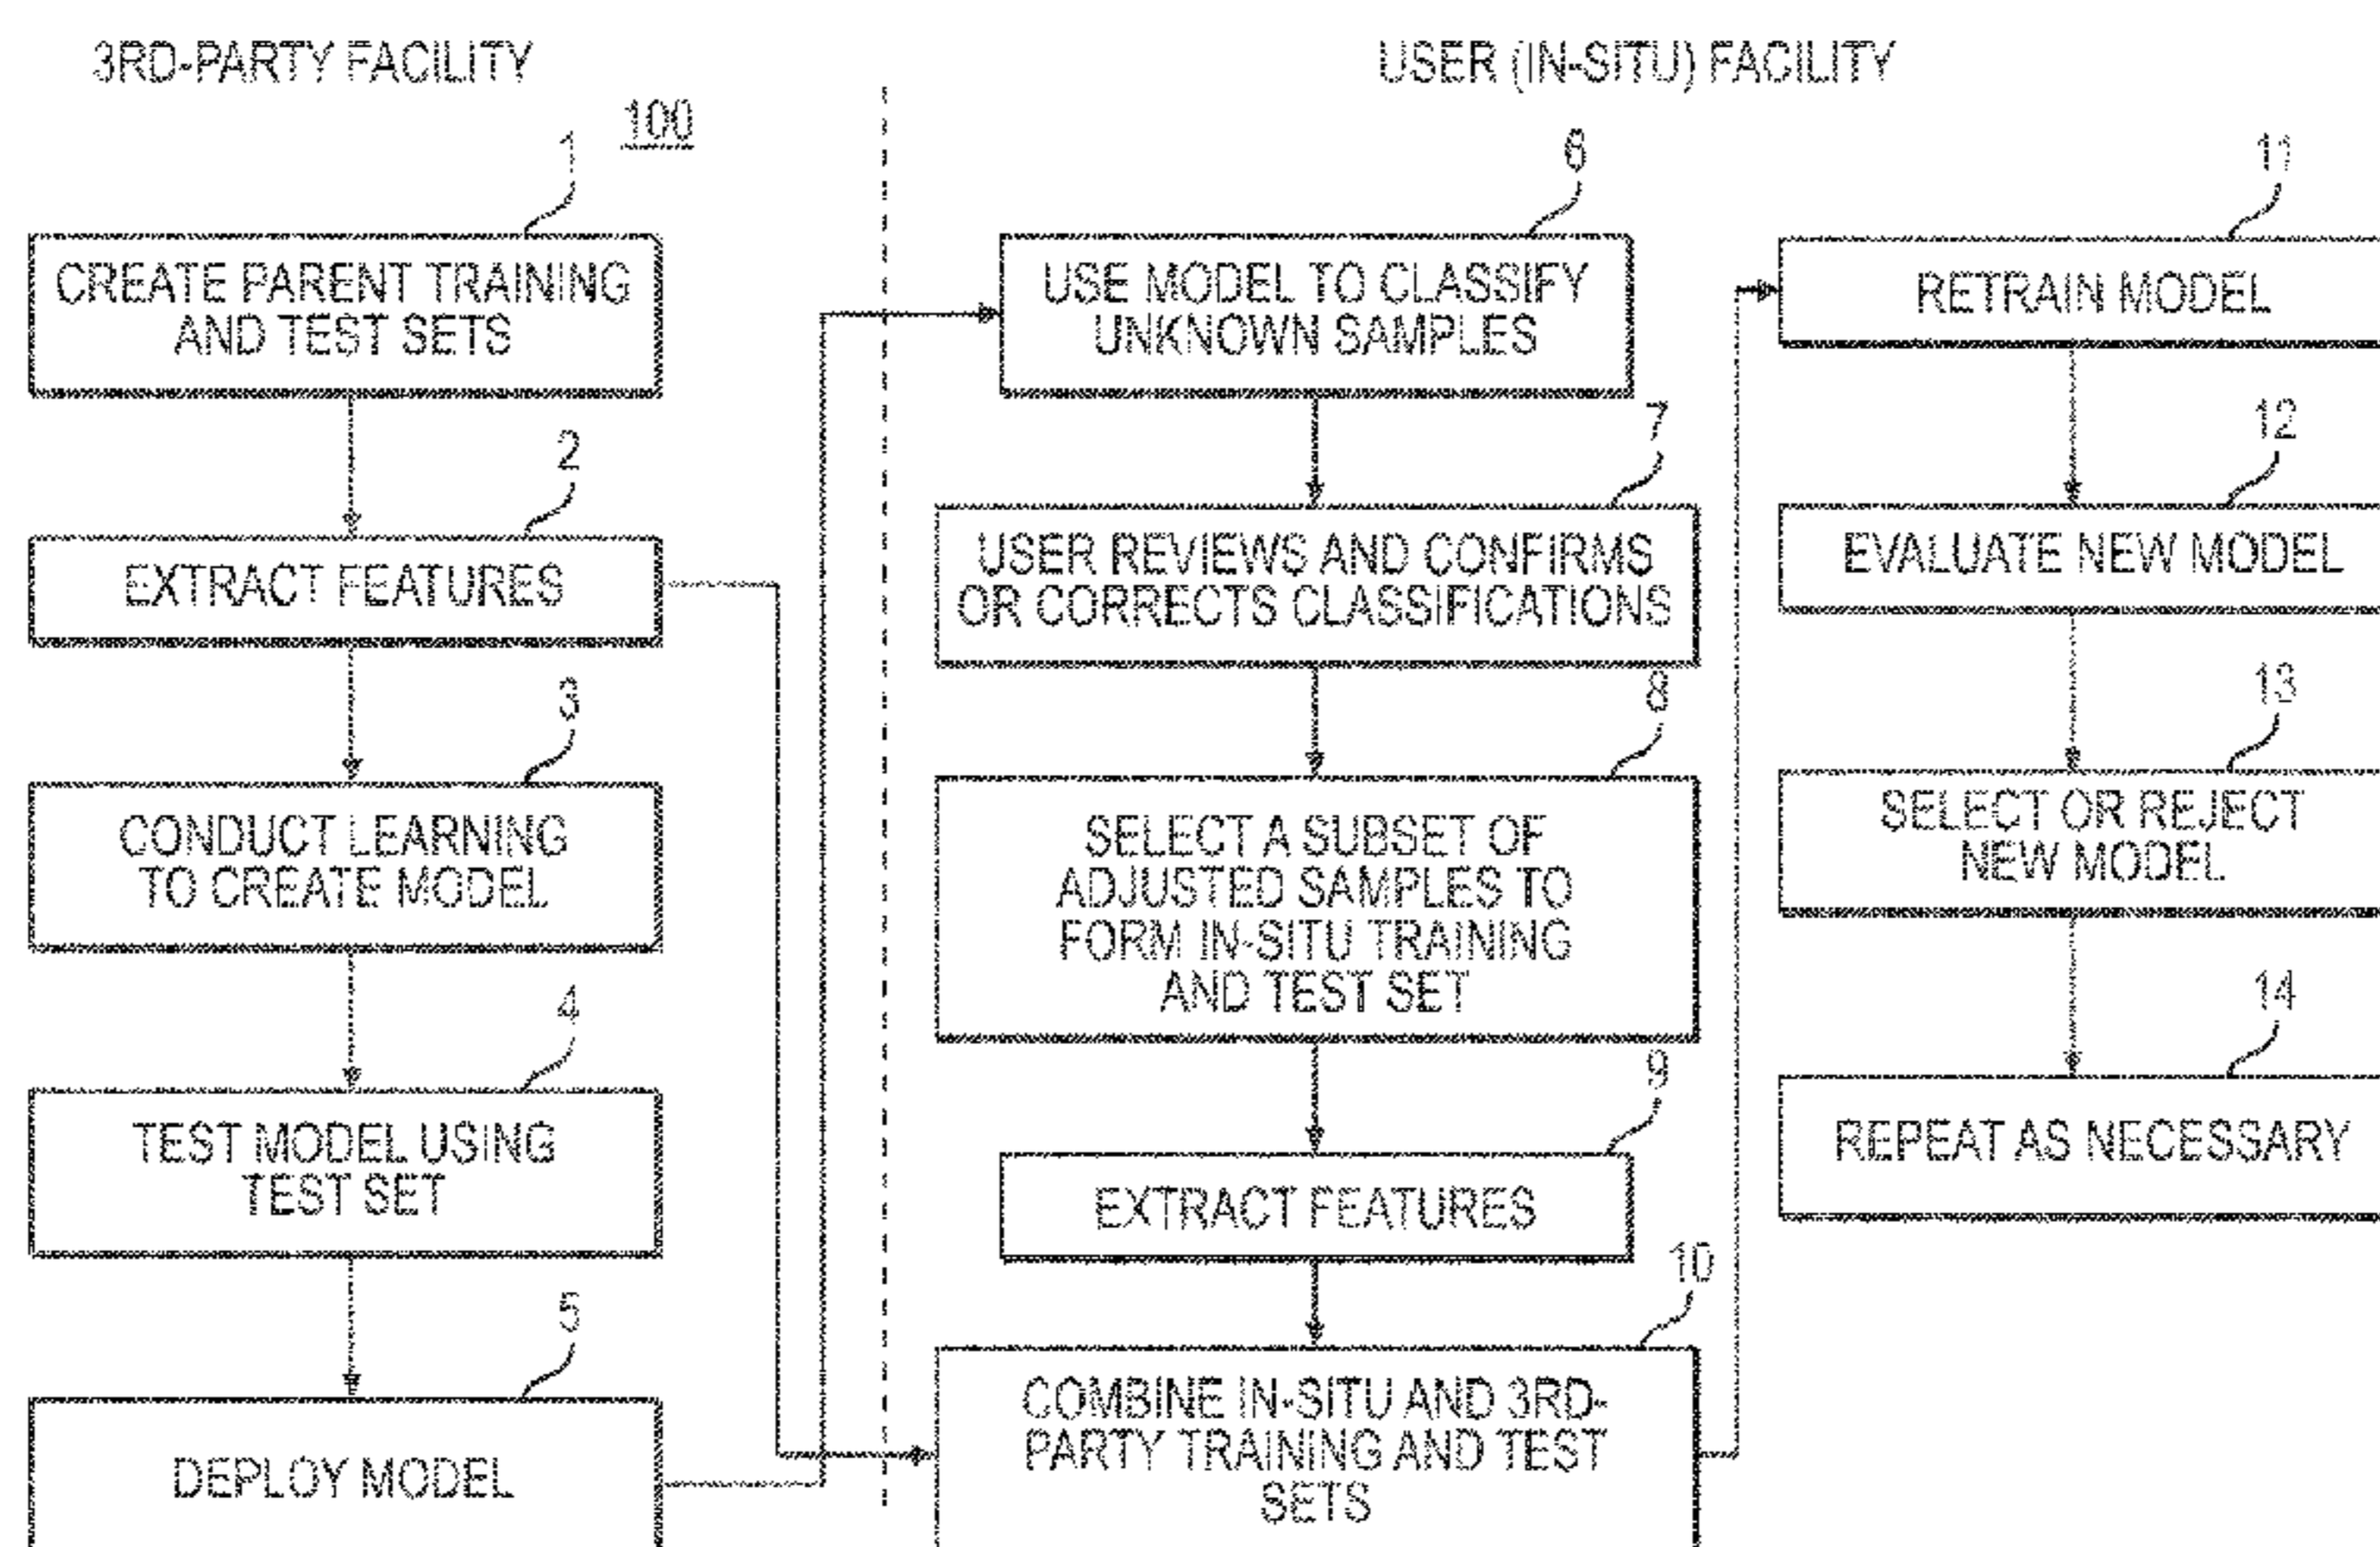 3RD-PARTY FACILITY
100
1
CREATE PARENT TRAINING
AND TEST SETS
2
EXTRACT FEATURES
3
CONDUCT LEARNING
TO CREATE MODEL
4
TEST MODEL USING
TEST SET
5
DEPLOY MODEL
USER (IN-SITU) FACILITY
6
USE MODEL TO CLASSIFY
UNKNOWN SAMPLES
7
USER REVIEWS AND CONFIRMS
OR CORRECTS CLASSIFICATIONS
8
SELECT A SUBSET OF
ADJUSTED SAMPLES TO
FORM IN-SITU TRAINING
AND TEST SET
9
EXTRACT FEATURES
10
COMBINE IN-SITU AND 3RD-
PARTY TRAINING AND TEST
SETS
11
RETRAIN MODEL
12
EVALUATE NEW MODEL
13
SELECT OR REJECT
NEW MODEL
14
REPEAT AS NECESSARY